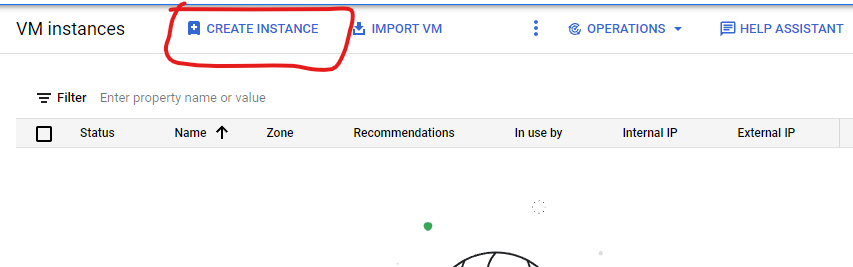 VM instances CREATE INSTANCE IMPORT VM OPERATIONS HELP ASSISTANT
Filter Enter property name or value
Status Name Zone Recommendations In use by Internal IP External IP